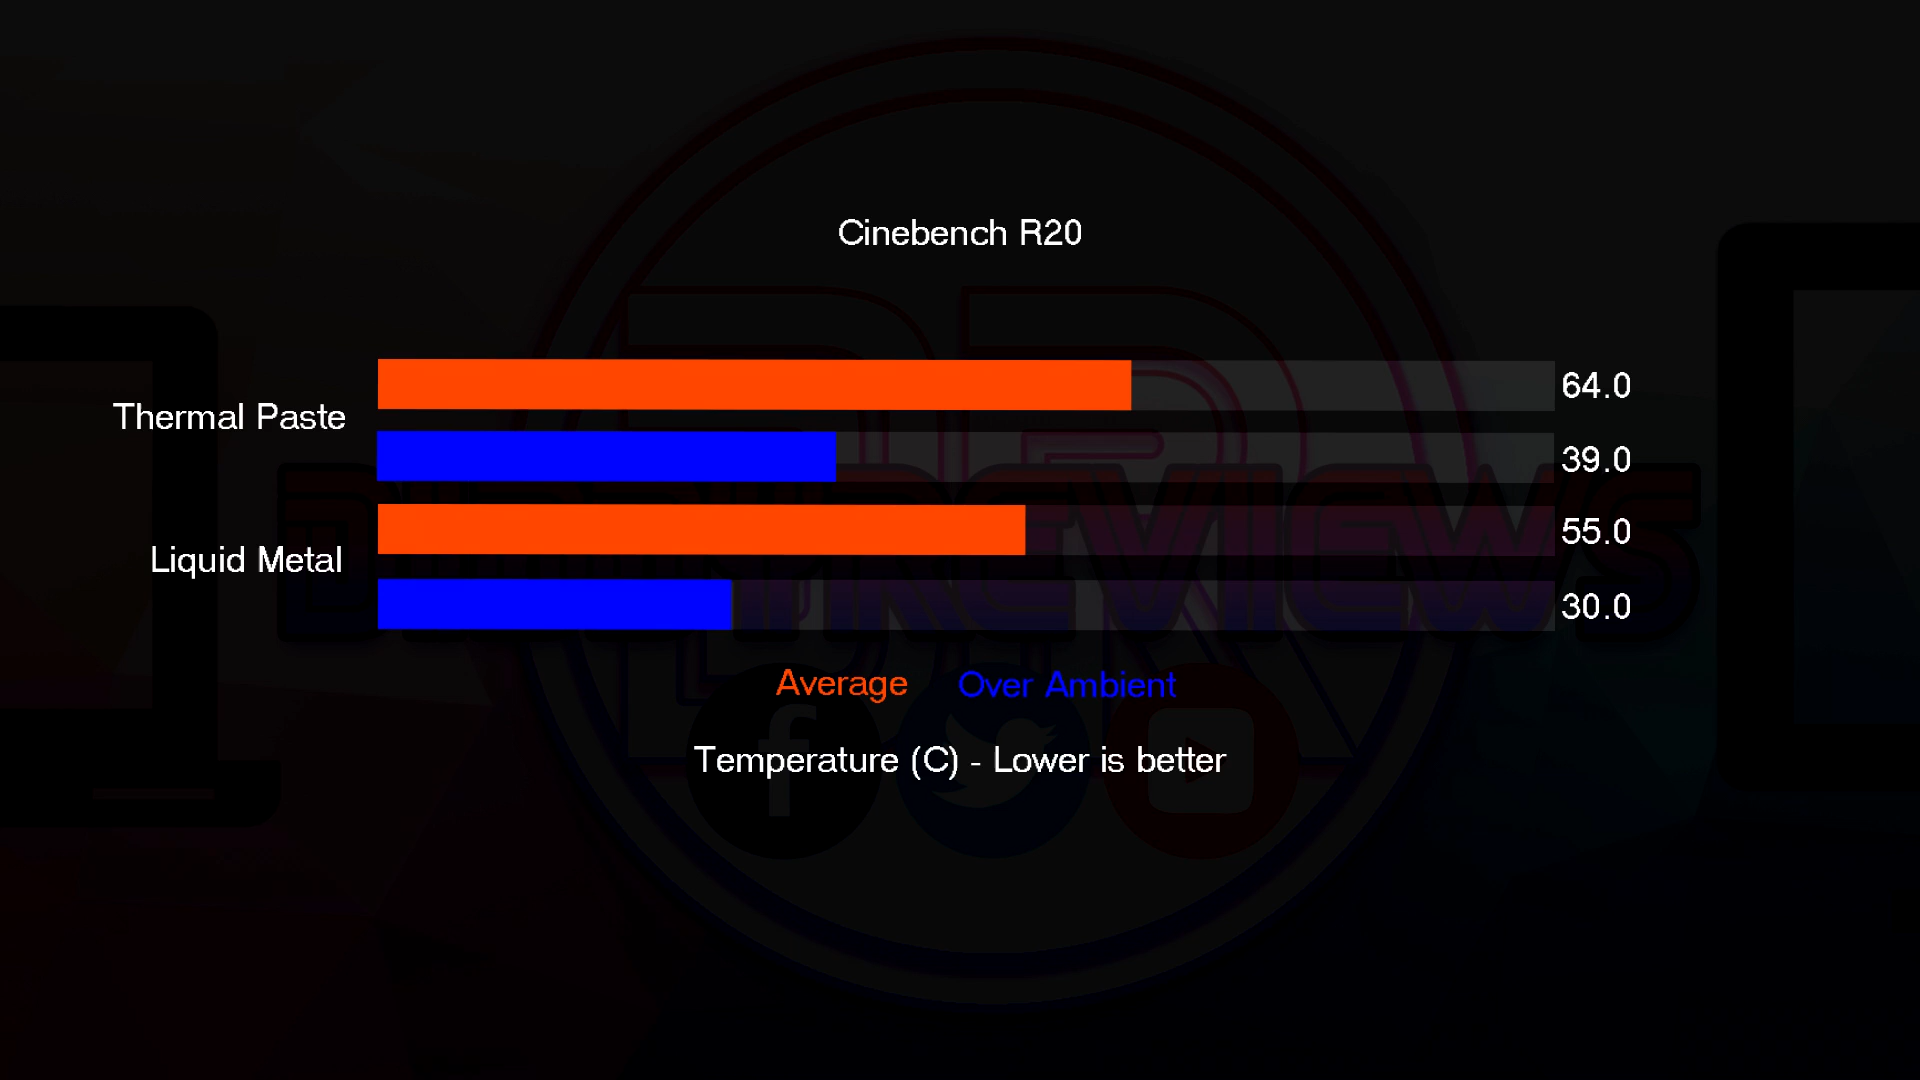 Cinebench R20
64.0
Thermal Paste
39.0
55.0
Liquid Metal
30.0
Average Over Ambient
Temperature (C) - Lower is better